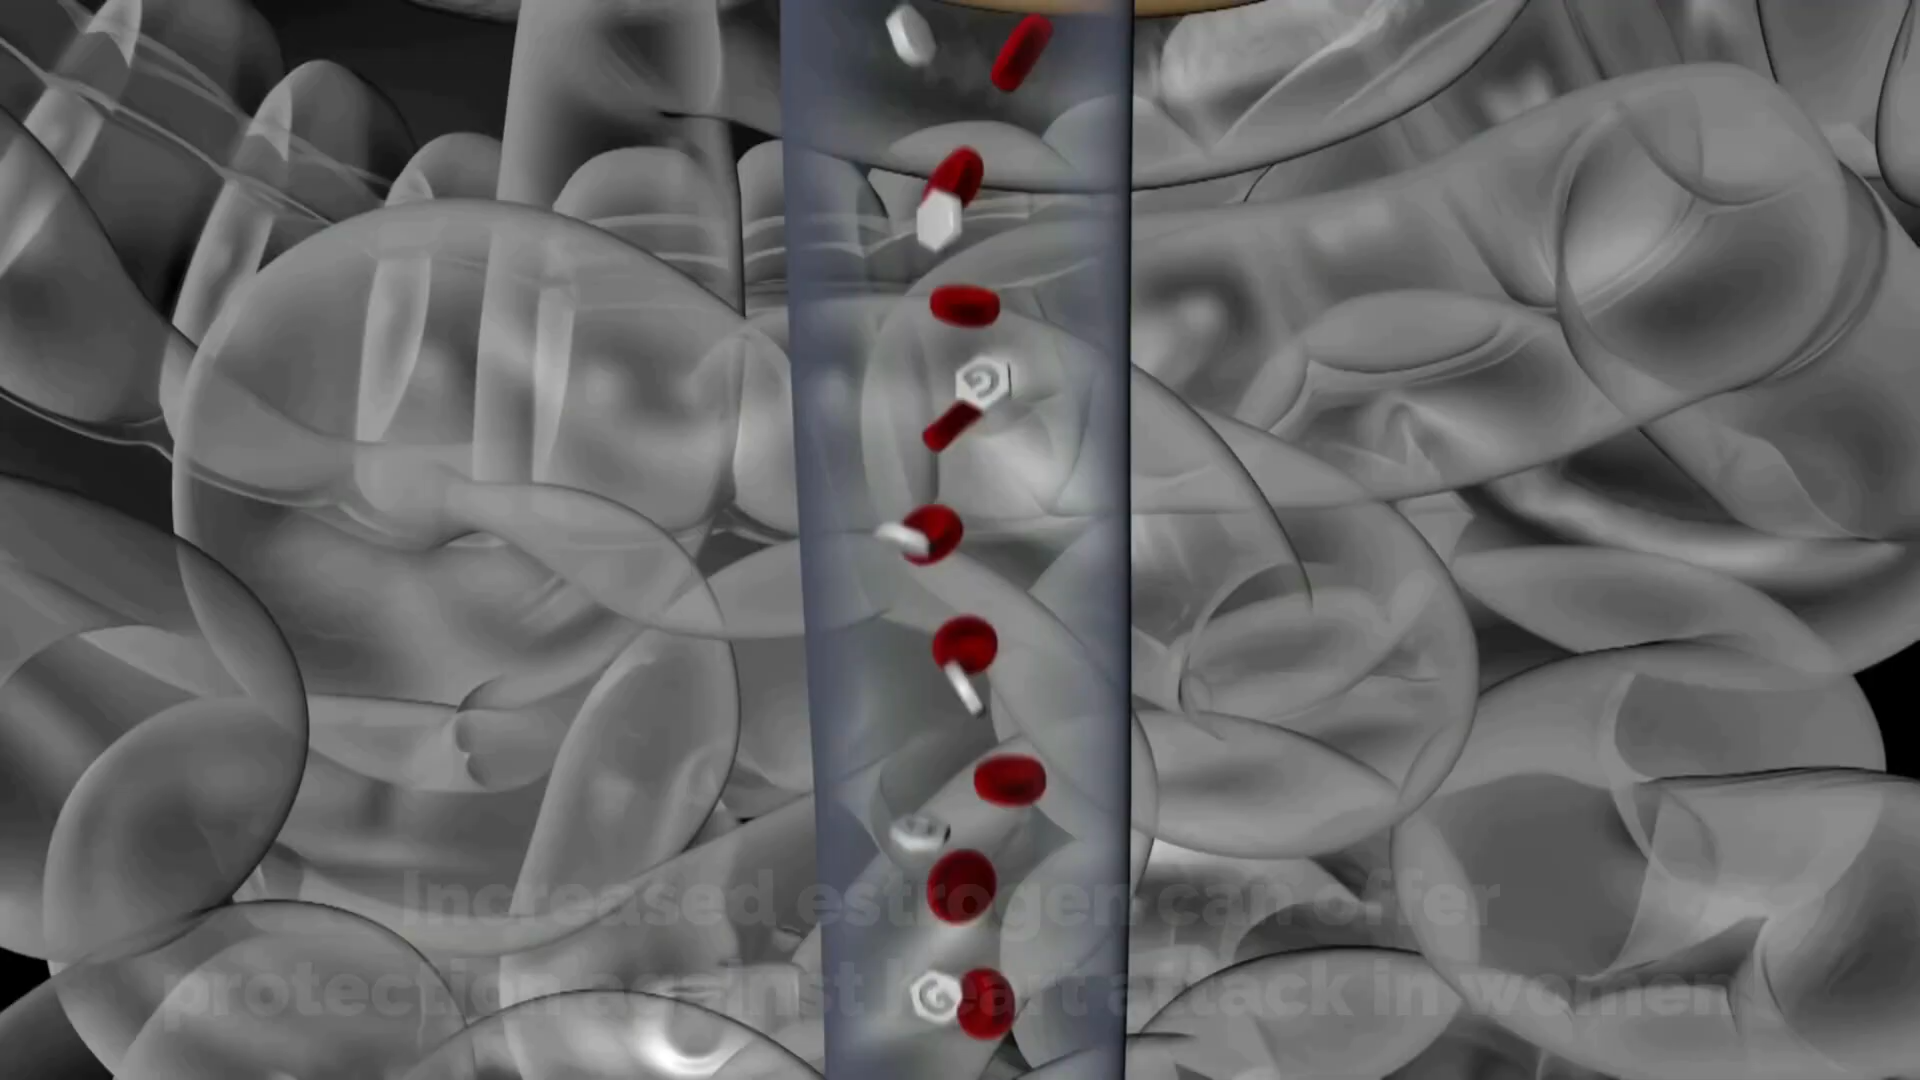 Increased estrogen can offer
protection against heart attack in women